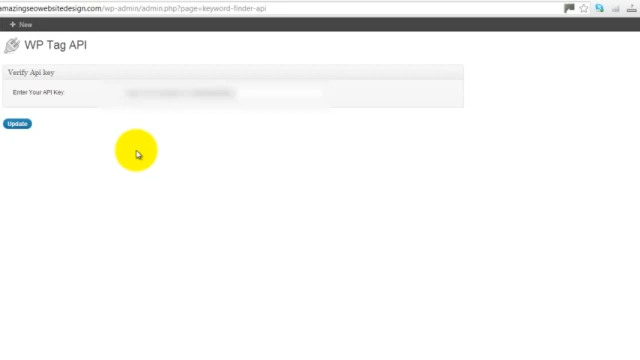 amazingseowebsitedesign.com/wp-admin/admin.php?page=keyword-finder-api
+ New
WP Tag API
Verify Api key
Enter Your API Key:
Update